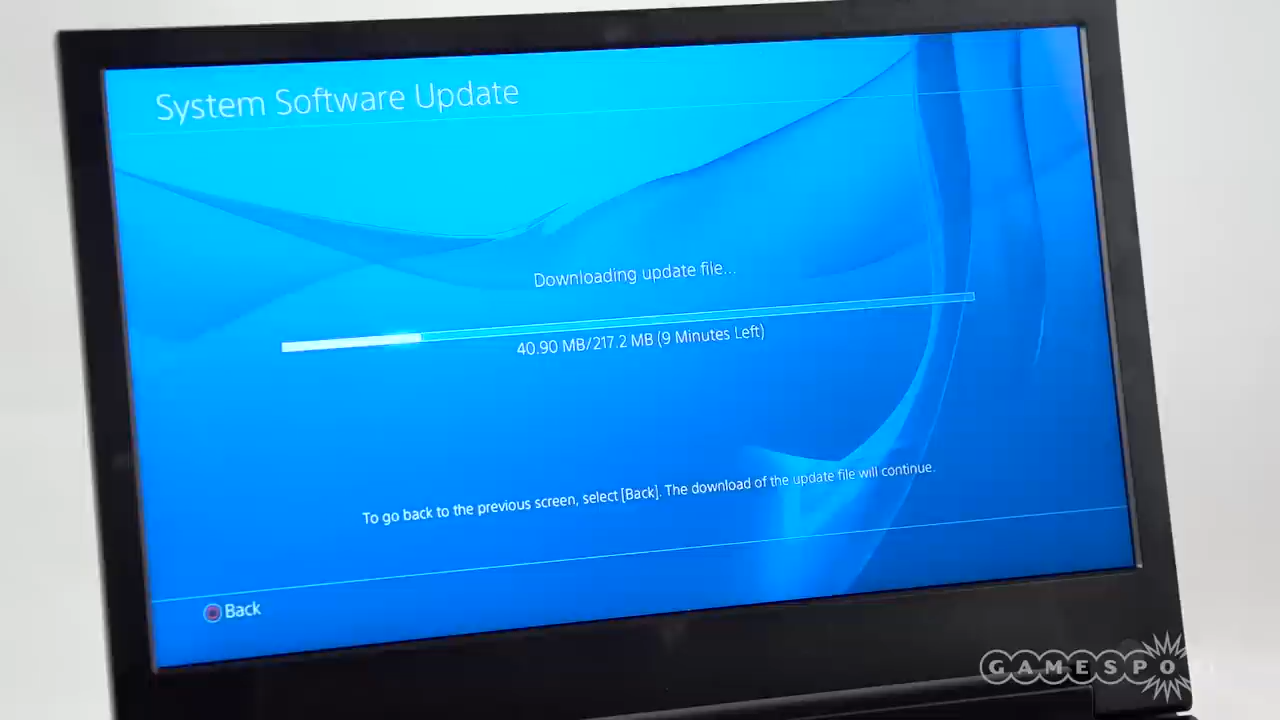 System Software Update
Downloading update file...
40.90 MB/217.2 MB (9 Minutes Left)
To go back to the previous screen, select [Back]. The download of the update file will continue.
Back
GAMESPO